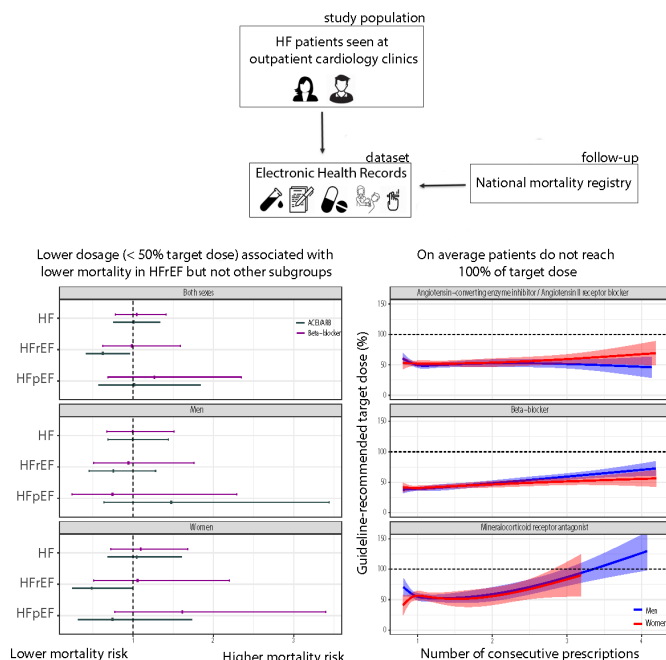 study population
HF patients seen at
outpatient cardiology clinics
dataset
Electronic Health Records
follow-up
National mortality registry
Lower dosage (< 50% target dose) associated with
lower mortality in HFrEF but not other subgroups
Both sexes
HF
HFrEF
HFpEF
ACEI/ARB
Beta-blocker
Men
HF
HFrEF
HFpEF
Women
HF
HFrEF
HFpEF
1
2
3
Lower mortality risk
Higher mortality risk
On average patients do not reach
100% of target dose
Guideline-recommended target dose (%)
Angiotensin-converting enzyme inhibitor / Angiotensin II receptor blocker
150
100
50
0
Beta-blocker
150
100
50
0
Mineralocorticoid receptor antagonist
150
100
50
0
Men
Women
1
2
3
4
Number of consecutive prescriptions